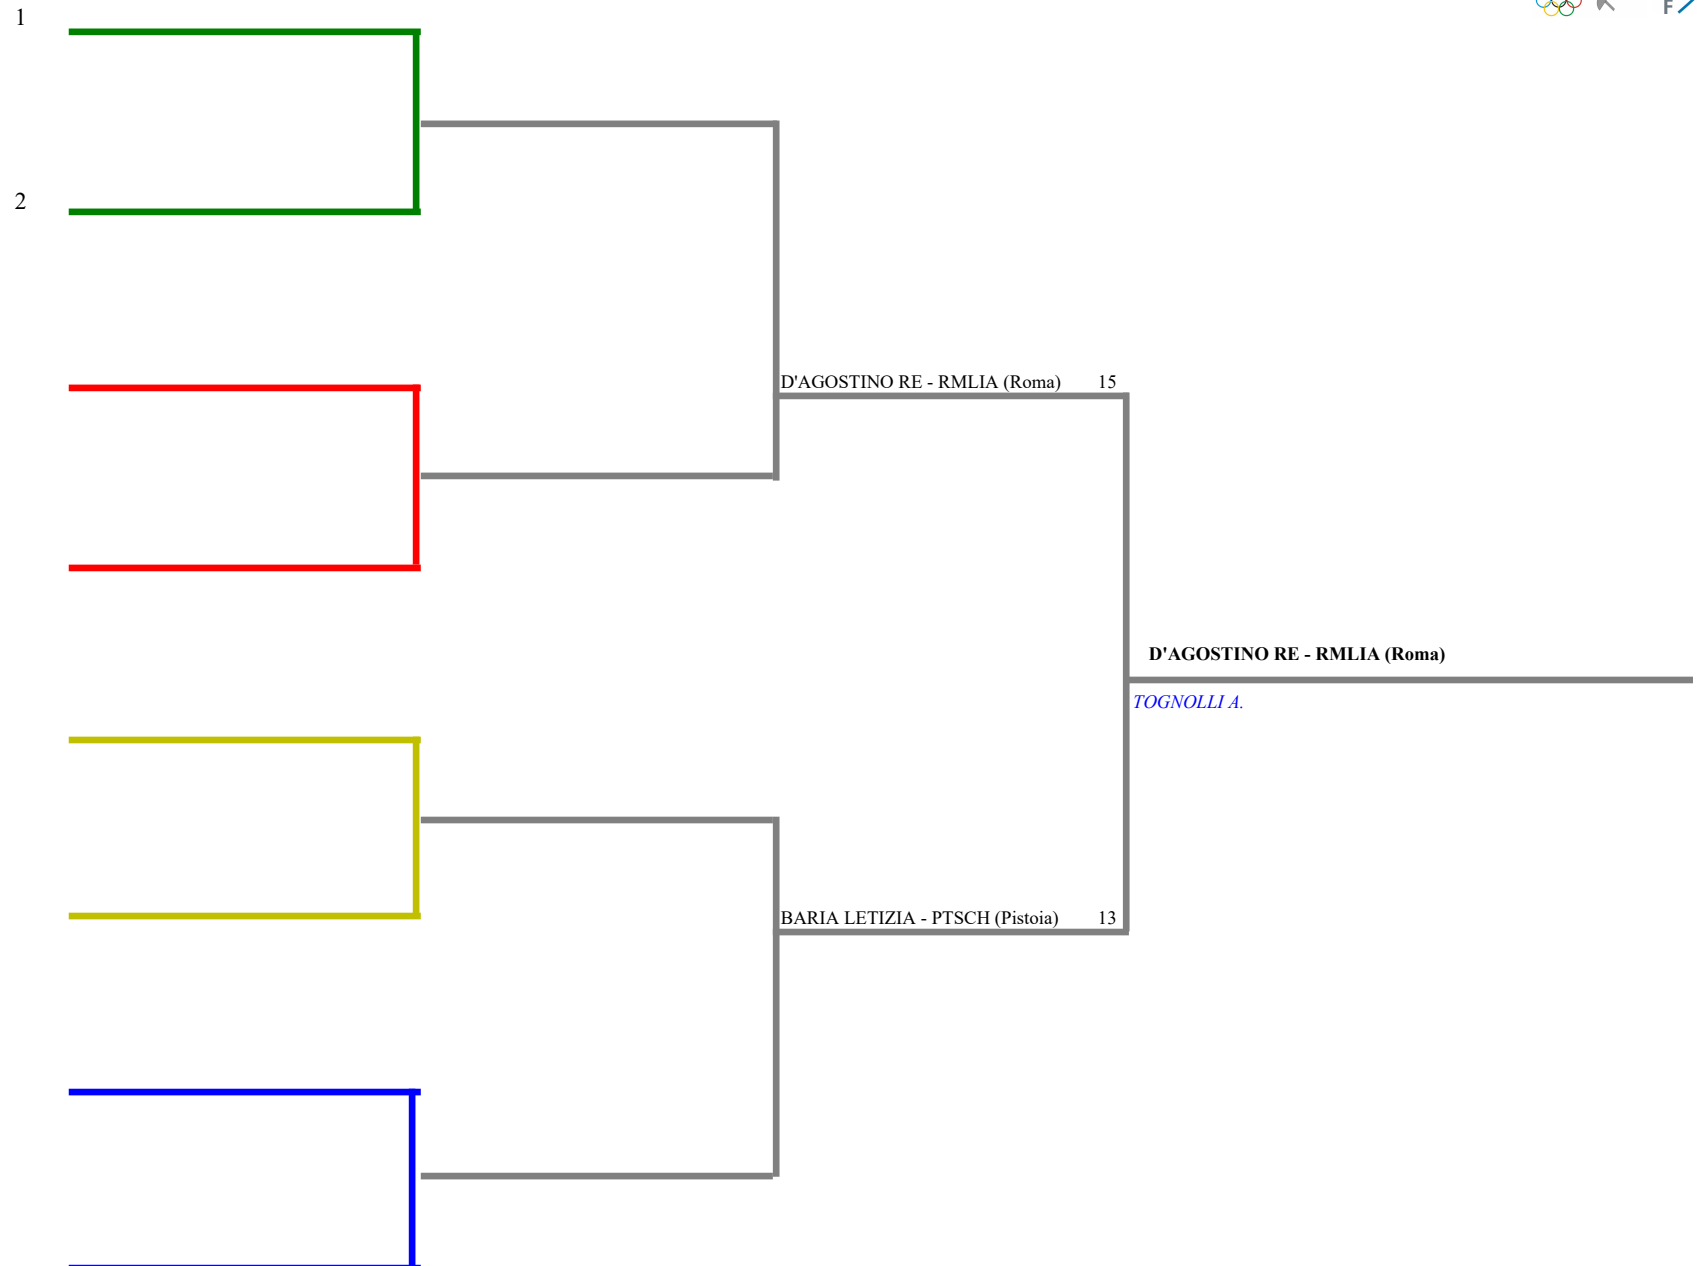 1
F
2
D'AGOSTINO RE - RMLIA (Roma) 15
D'AGOSTINO RE - RMLIA (Roma)
TOGNOLLI A.
BARIA LETIZIA - PTSCH (Pistoia) 13